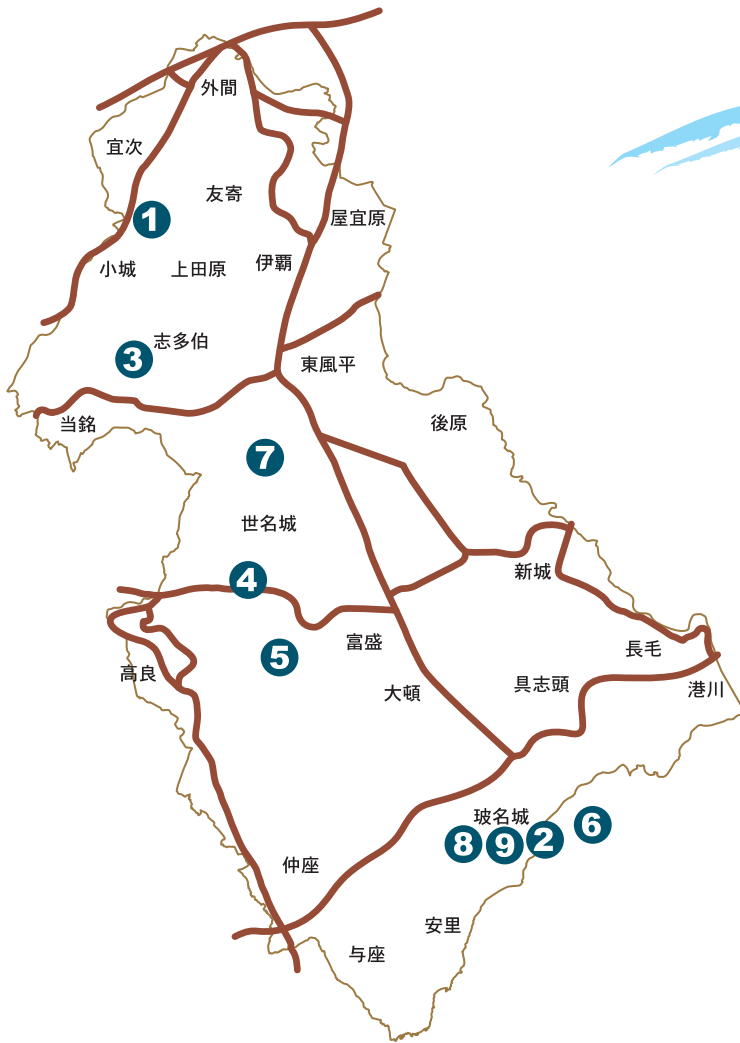 外間
宜次
友寄
1
屋宜原
小城
上田原
伊覇
志多伯
3
東風平
当銘
後原
7
世名城
新城
4
富盛
長毛
5
高良
大頓
具志頭
港川
玻名城
6
8
9
2
仲座
安里
与座